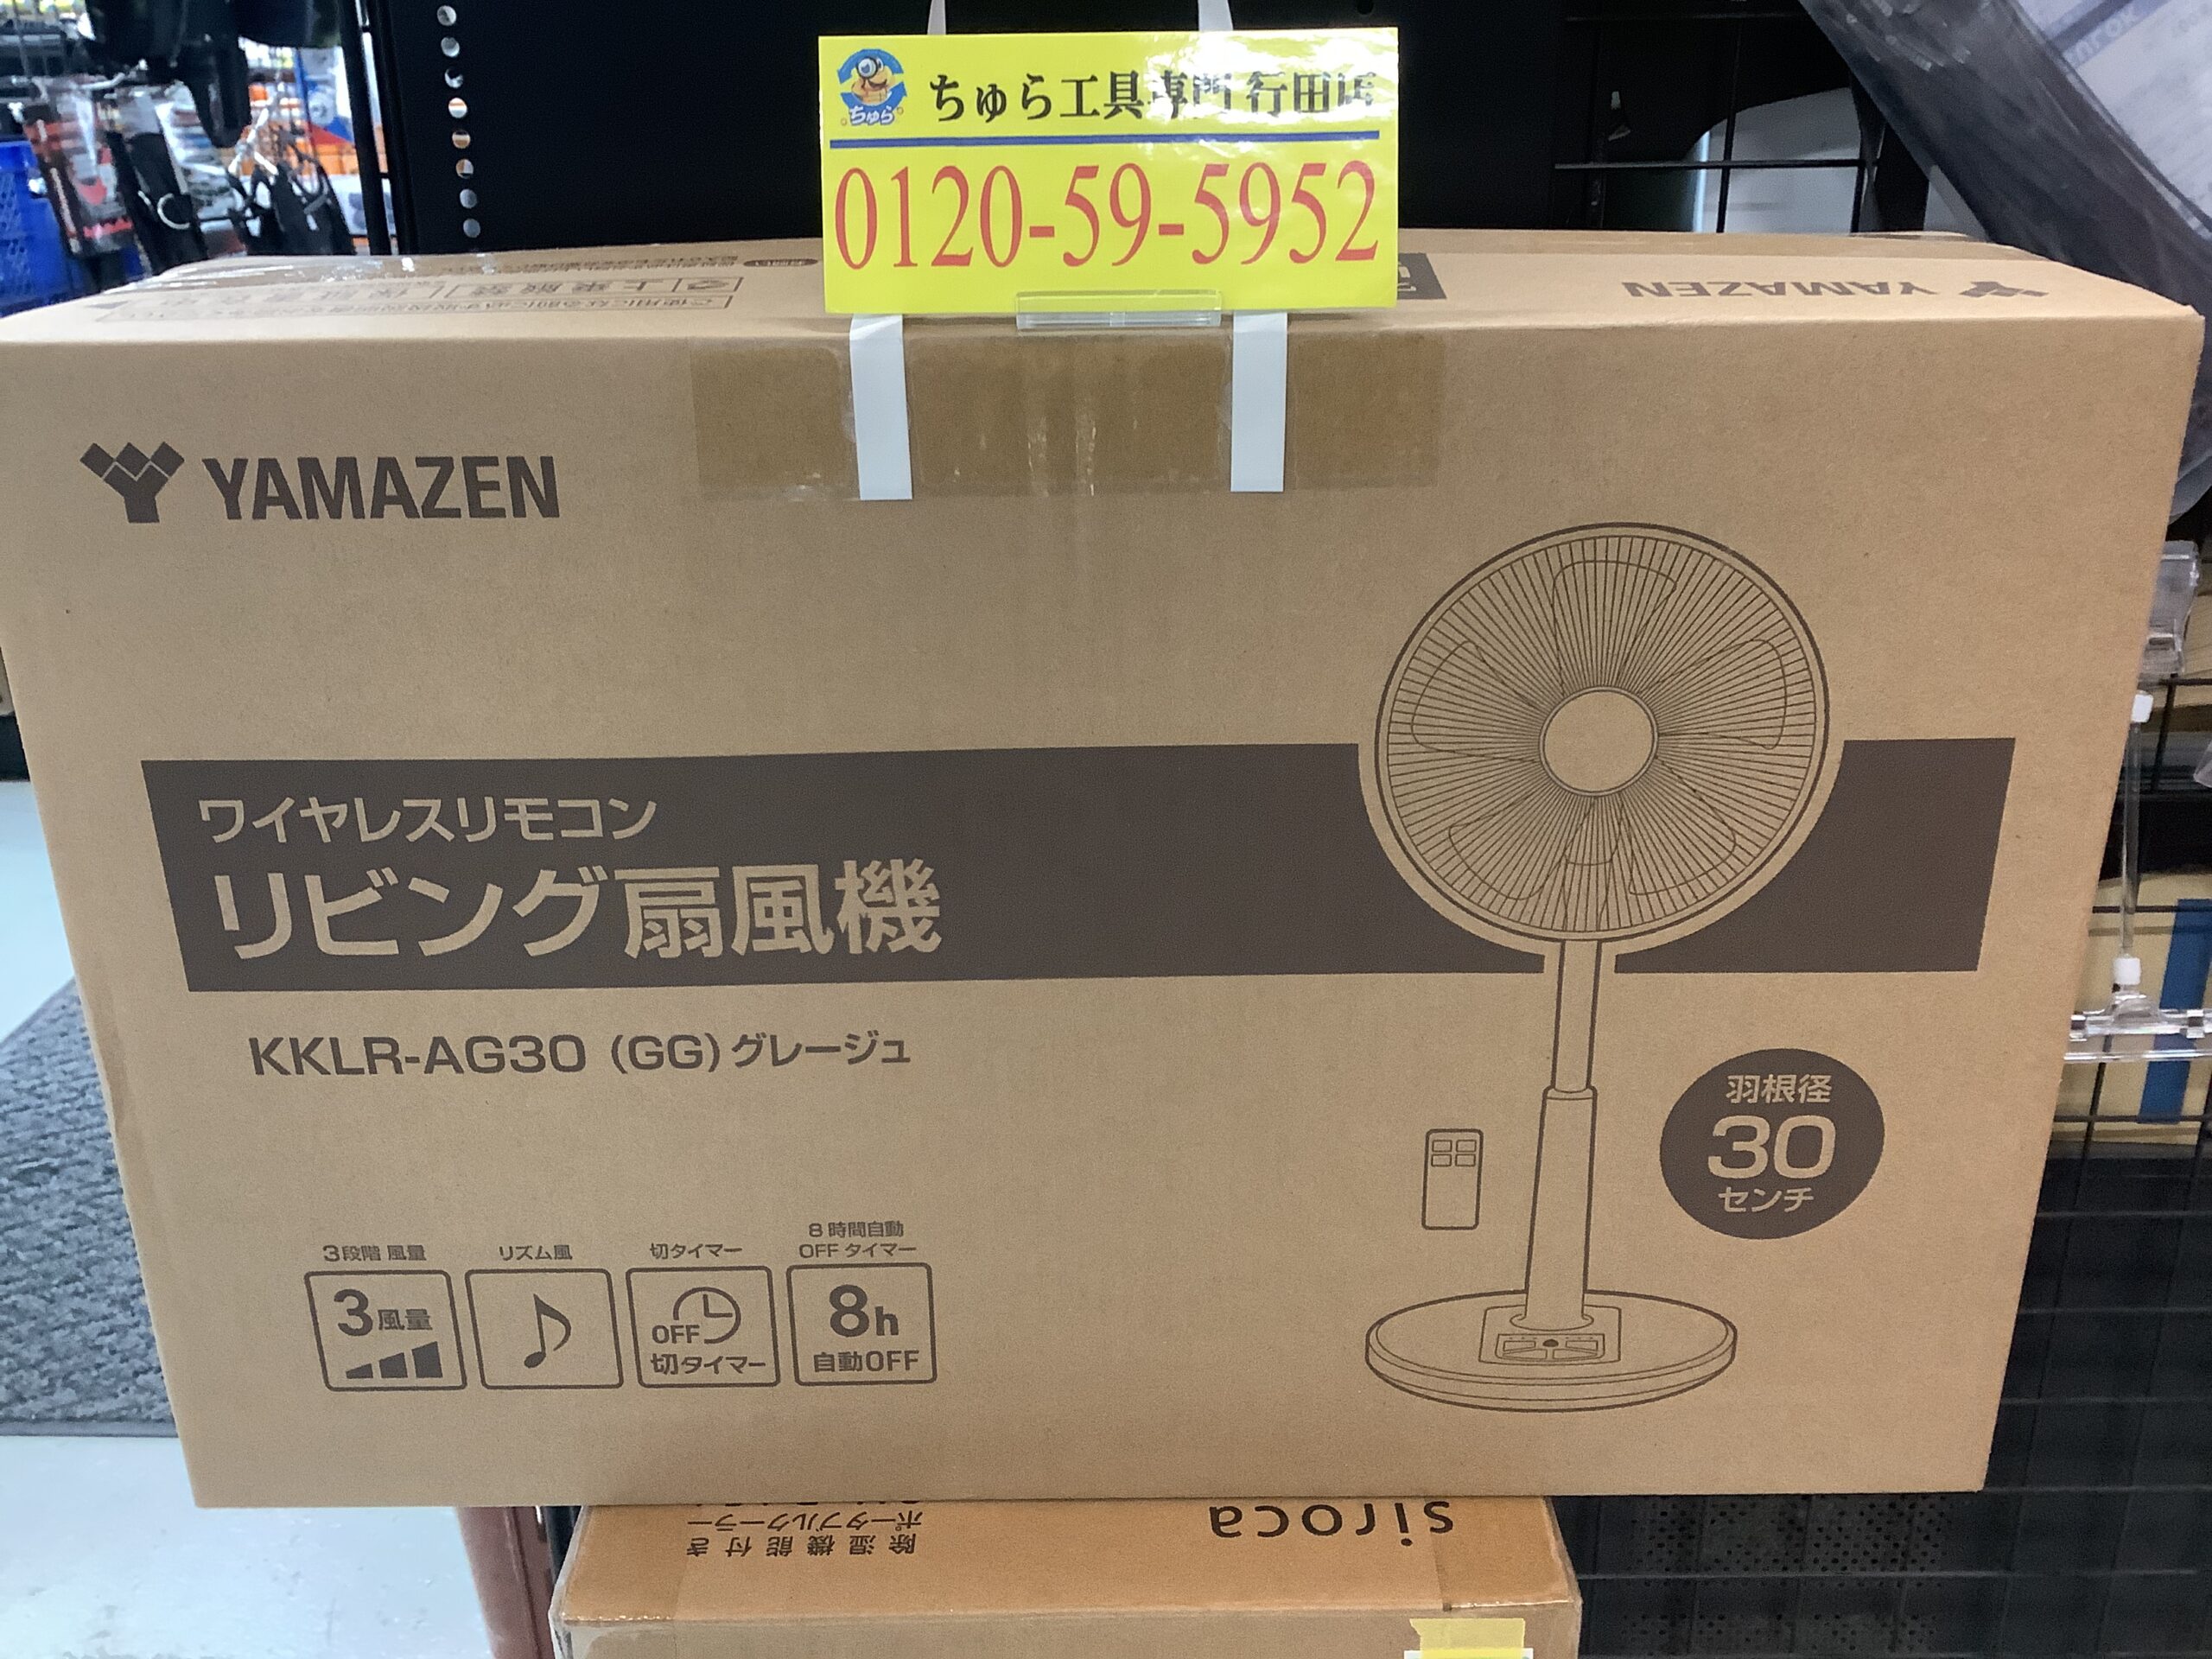 ちゅら
ちゅら工具専門 行田店
0120-59-5952
YAMAZEN
YAMAZEN
ワイヤレスリモコン
リビング扇風機
KKLR-AG30 (GG) グレージュ
羽根径
30
センチ
3段階 風量
リズム風
切タイマー
8時間自動
OFF タイマー
3風量
OFF
切タイマー
8h
自動OFF
siroca
除湿機能付き
ポータブルクーラー